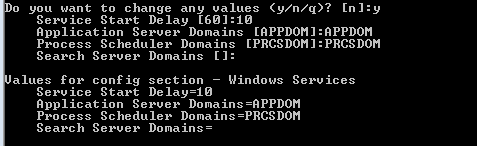 Do you want to change any values (y/n/q)? [n]:y
Service Start Delay [60]:10
Application Server Domains [APPDOM]:APPDOM
Process Scheduler Domains [PRCSDOM]:PRCSDOM
Search Server Domains []:
Values for config section - Windows Services
Service Start Delay=10
Application Server Domains=APPDOM
Process Scheduler Domains=PRCSDOM
Search Server Domains=